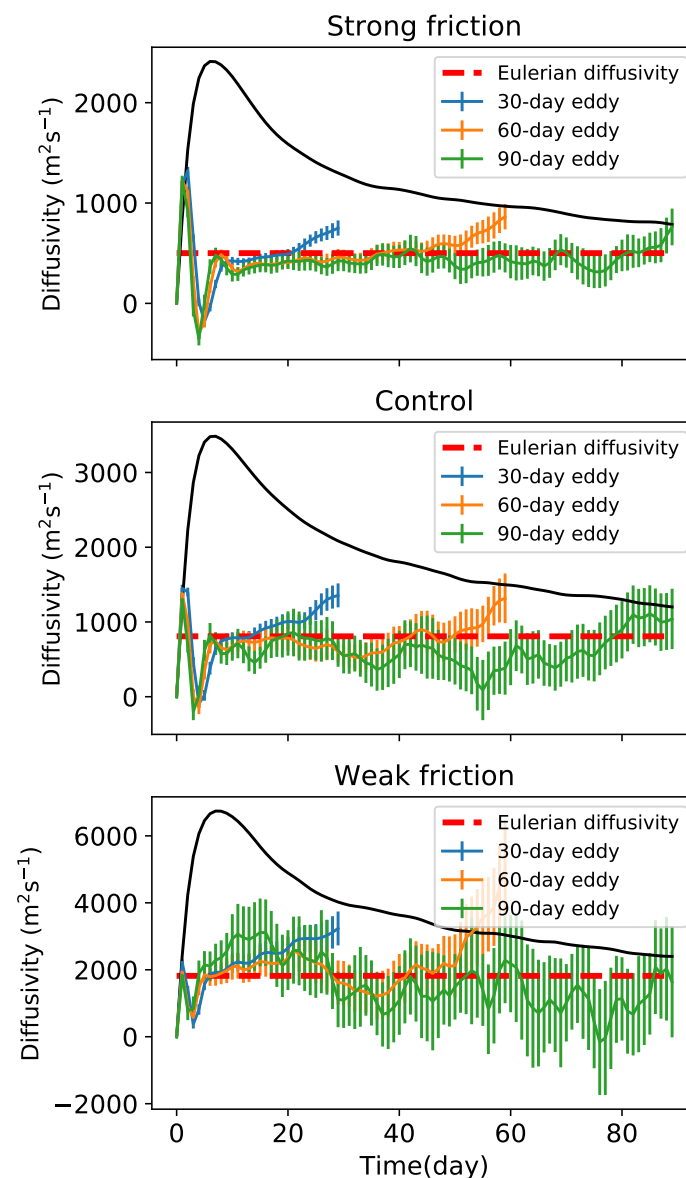 Strong friction
Diffusivity (m²s⁻¹)
2000
1000
0
Eulerian diffusivity
30-day eddy
60-day eddy
90-day eddy
Control
Diffusivity (m²s⁻¹)
3000
2000
1000
0
Eulerian diffusivity
30-day eddy
60-day eddy
90-day eddy
Weak friction
Diffusivity (m²s⁻¹)
6000
4000
2000
0
−2000
Eulerian diffusivity
30-day eddy
60-day eddy
90-day eddy
0 20 40 60 80
Time(day)